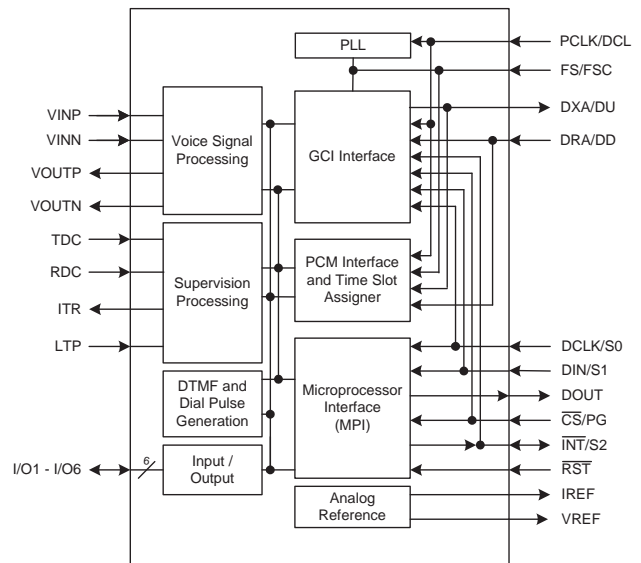 PLL
PCLK/DCL
FS/FSC
VINP
DXA/DU
VINN
Voice Signal
Processing
GCI Interface
DRA/DD
VOUTP
VOUTN
TDC
RDC
Supervision
Processing
PCM Interface
and Time Slot
Assigner
ITR
LTP
DCLK/S0
DIN/S1
DTMF and
Dial Pulse
Generation
Microprocessor
Interface
(MPI)
DOUT
CS/PG
INT/S2
I/O1 - I/O6
6
Input /
Output
RST
Analog
Reference
IREF
VREF